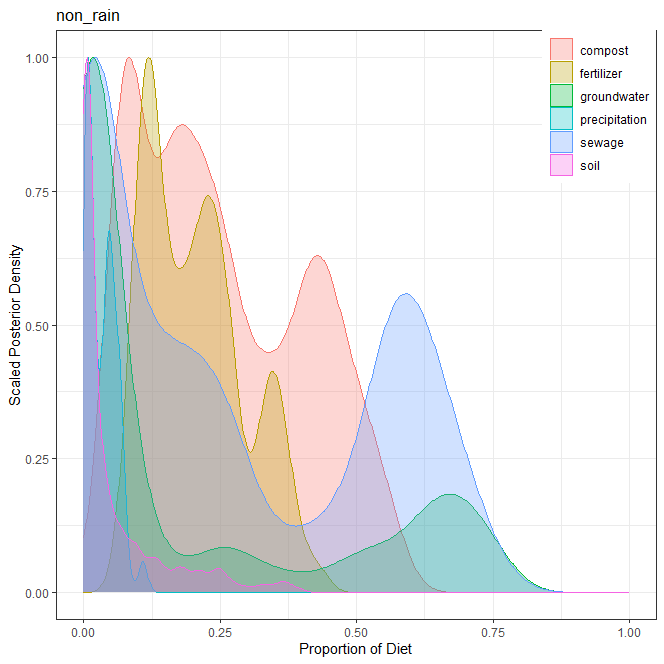 non_rain
compost
fertilizer
groundwater
precipitation
sewage
soil
Scaled Posterior Density
1.00
0.75
0.50
0.25
0.00
0.00 0.25 0.50 0.75 1.00
Proportion of Diet